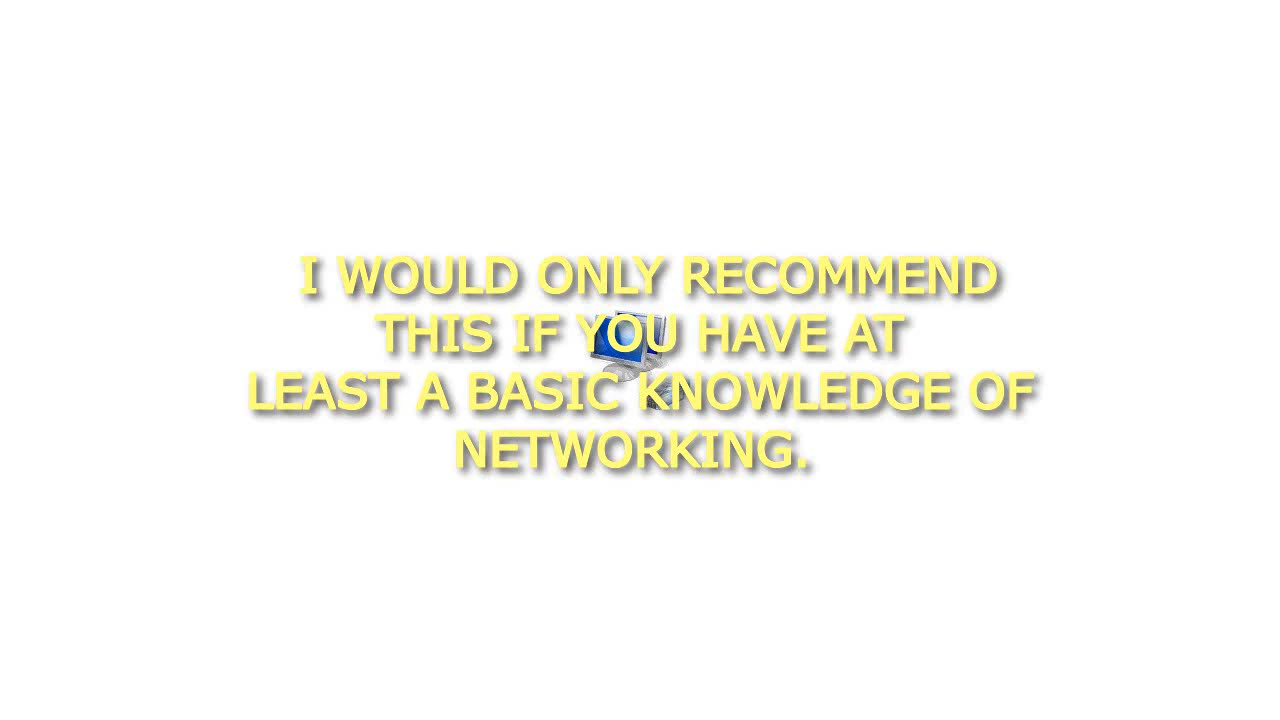 I WOULD ONLY RECOMMEND
THIS IF YOU HAVE AT
LEAST A BASIC KNOWLEDGE OF
NETWORKING.